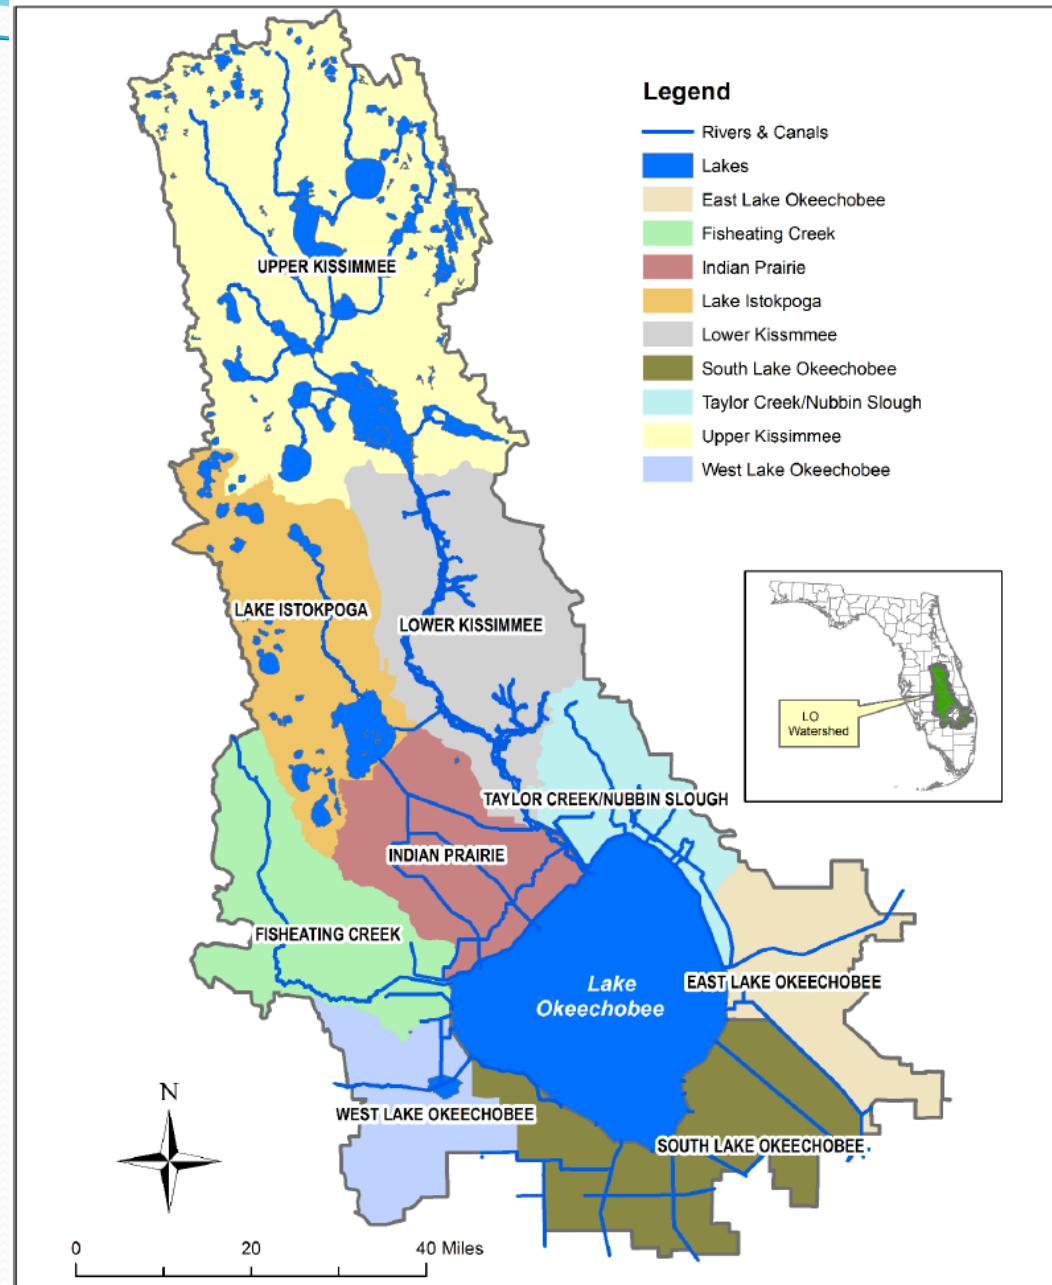 Legend
Rivers & Canals
Lakes
East Lake Okeechobee
Fisheating Creek
Indian Prairie
Lake Istokpoga
Lower Kissmmee
South Lake Okeechobee
Taylor Creek/Nubbin Slough
Upper Kissimmee
West Lake Okeechobee
UPPER KISSIMMEE
LAKE ISTOKPOGA
LOWER KISSIMMEE
LO
Watershed
TAYLOR CREEK/NUBBIN SLOUGH
INDIAN PRAIRIE
FISHEATING CREEK
Lake
Okeechobee
EAST LAKE OKEECHOBEE
N
WEST LAKE OKEECHOBEE
SOUTH LAKE OKEECHOBEE
0 20 40 Miles